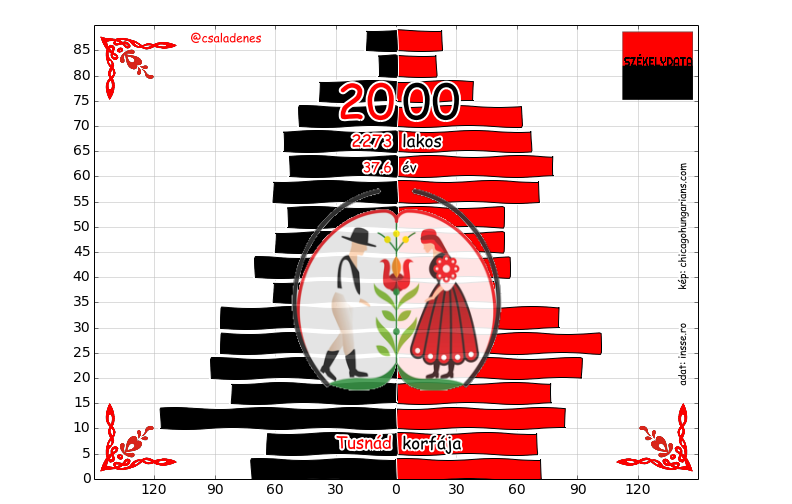 @csaladenes
SZÉKELYDATA
2000
2273 lakos
37.6 év
kép: chicagohungarians.com
adat: insse.ro
Tusnád korfája
85
80
75
70
65
60
55
50
45
40
35
30
25
20
15
10
5
0
120 90 60 30 0 30 60 90 120